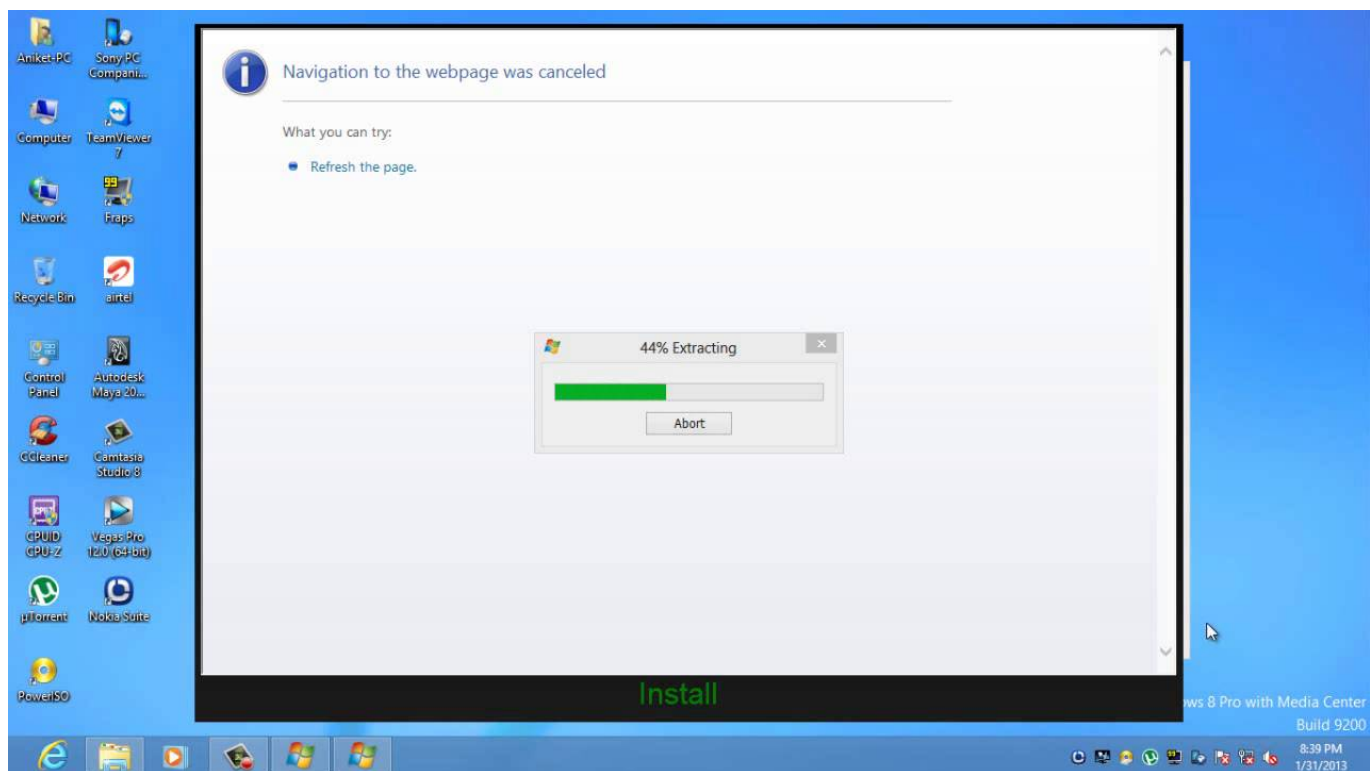 Aniket-PC
Sony PC
Compani...
Computer
TeamViewer
7
Network
Fraps
99
Recycle Bin
airtel
Control
Panel
Autodesk
Maya 20...
CCleaner
Camtasia
Studio 8
CPUID
CPU-Z
Vegas Pro
12.0 (64-bit)
µTorrent
Nokia Suite
PowerISO
Navigation to the webpage was canceled
What you can try:
Refresh the page.
44% Extracting
Abort
Install
ows 8 Pro with Media Center
Build 9200
8:39 PM
1/31/2013